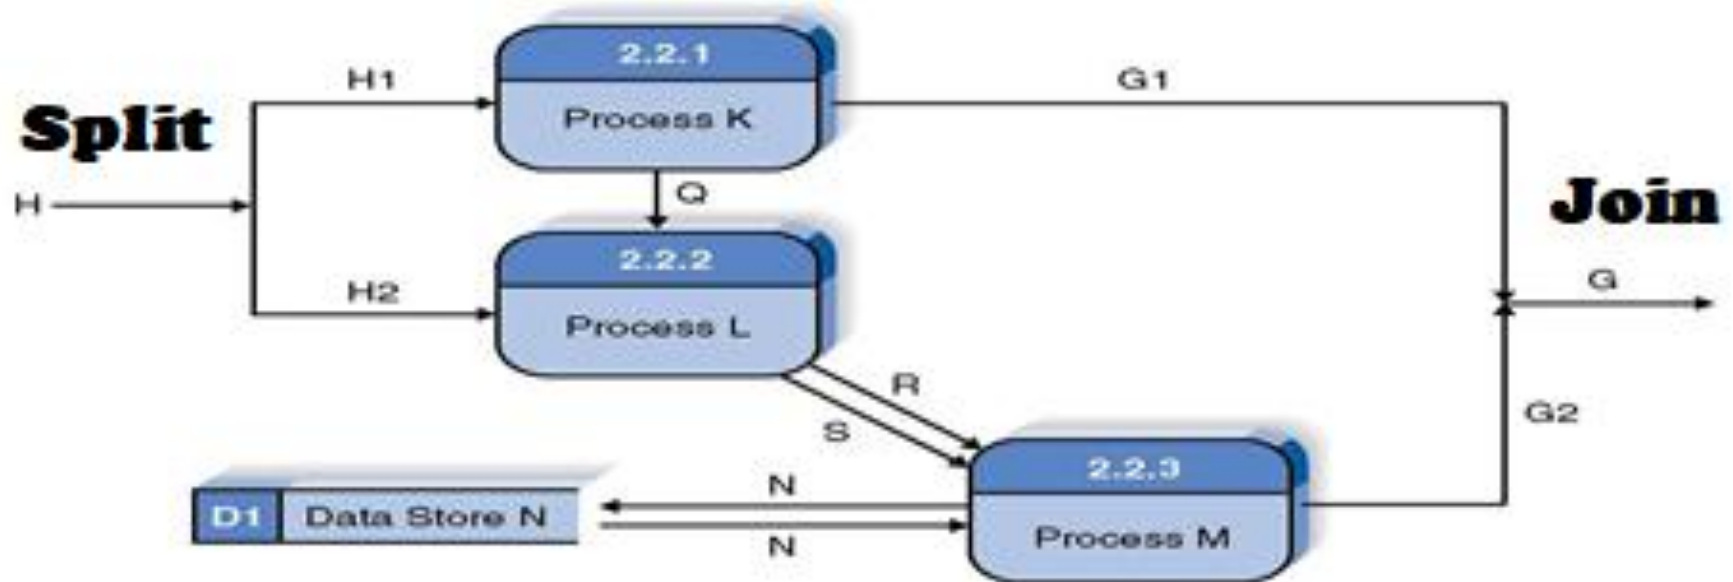 2.2.1
H1
G1
Split
Process K
H
Q
Join
2.2.2
G
H2
Process L
R
G2
S
2.2.3
N
D1 Data Store N
Process M
N